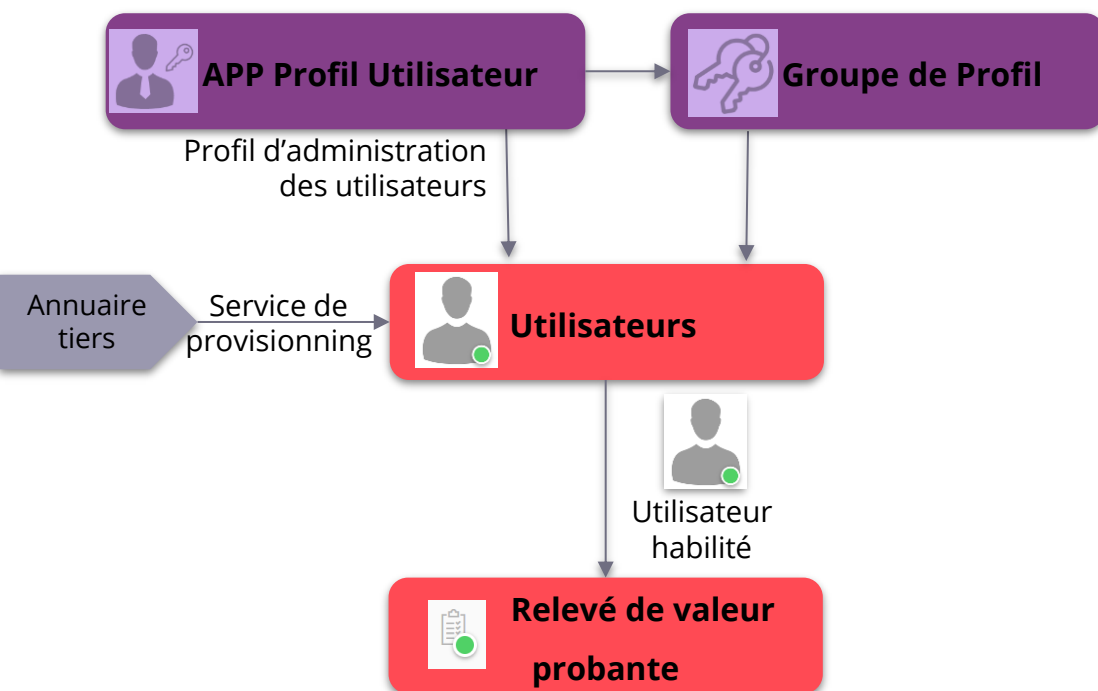 APP Profil Utilisateur
Groupe de Profil
Profil d’administration
des utilisateurs
Annuaire
tiers
Service de
provisionning
Utilisateurs
Utilisateur
habilité
Relevé de valeur
probante